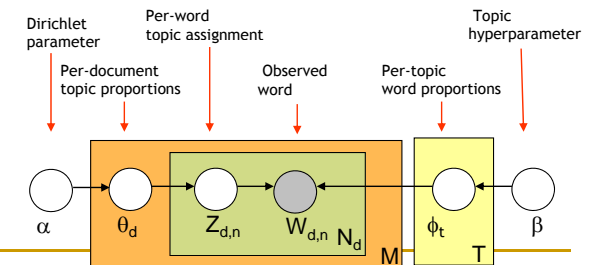 Dirichlet
parameter
Per-word
topic assignment
Topic
hyperparameter
Per-document
topic proportions
Observed
word
Per-topic
word proportions
α
θd
Zd,n
Wd,n
Nd
M
ϕt
T
β